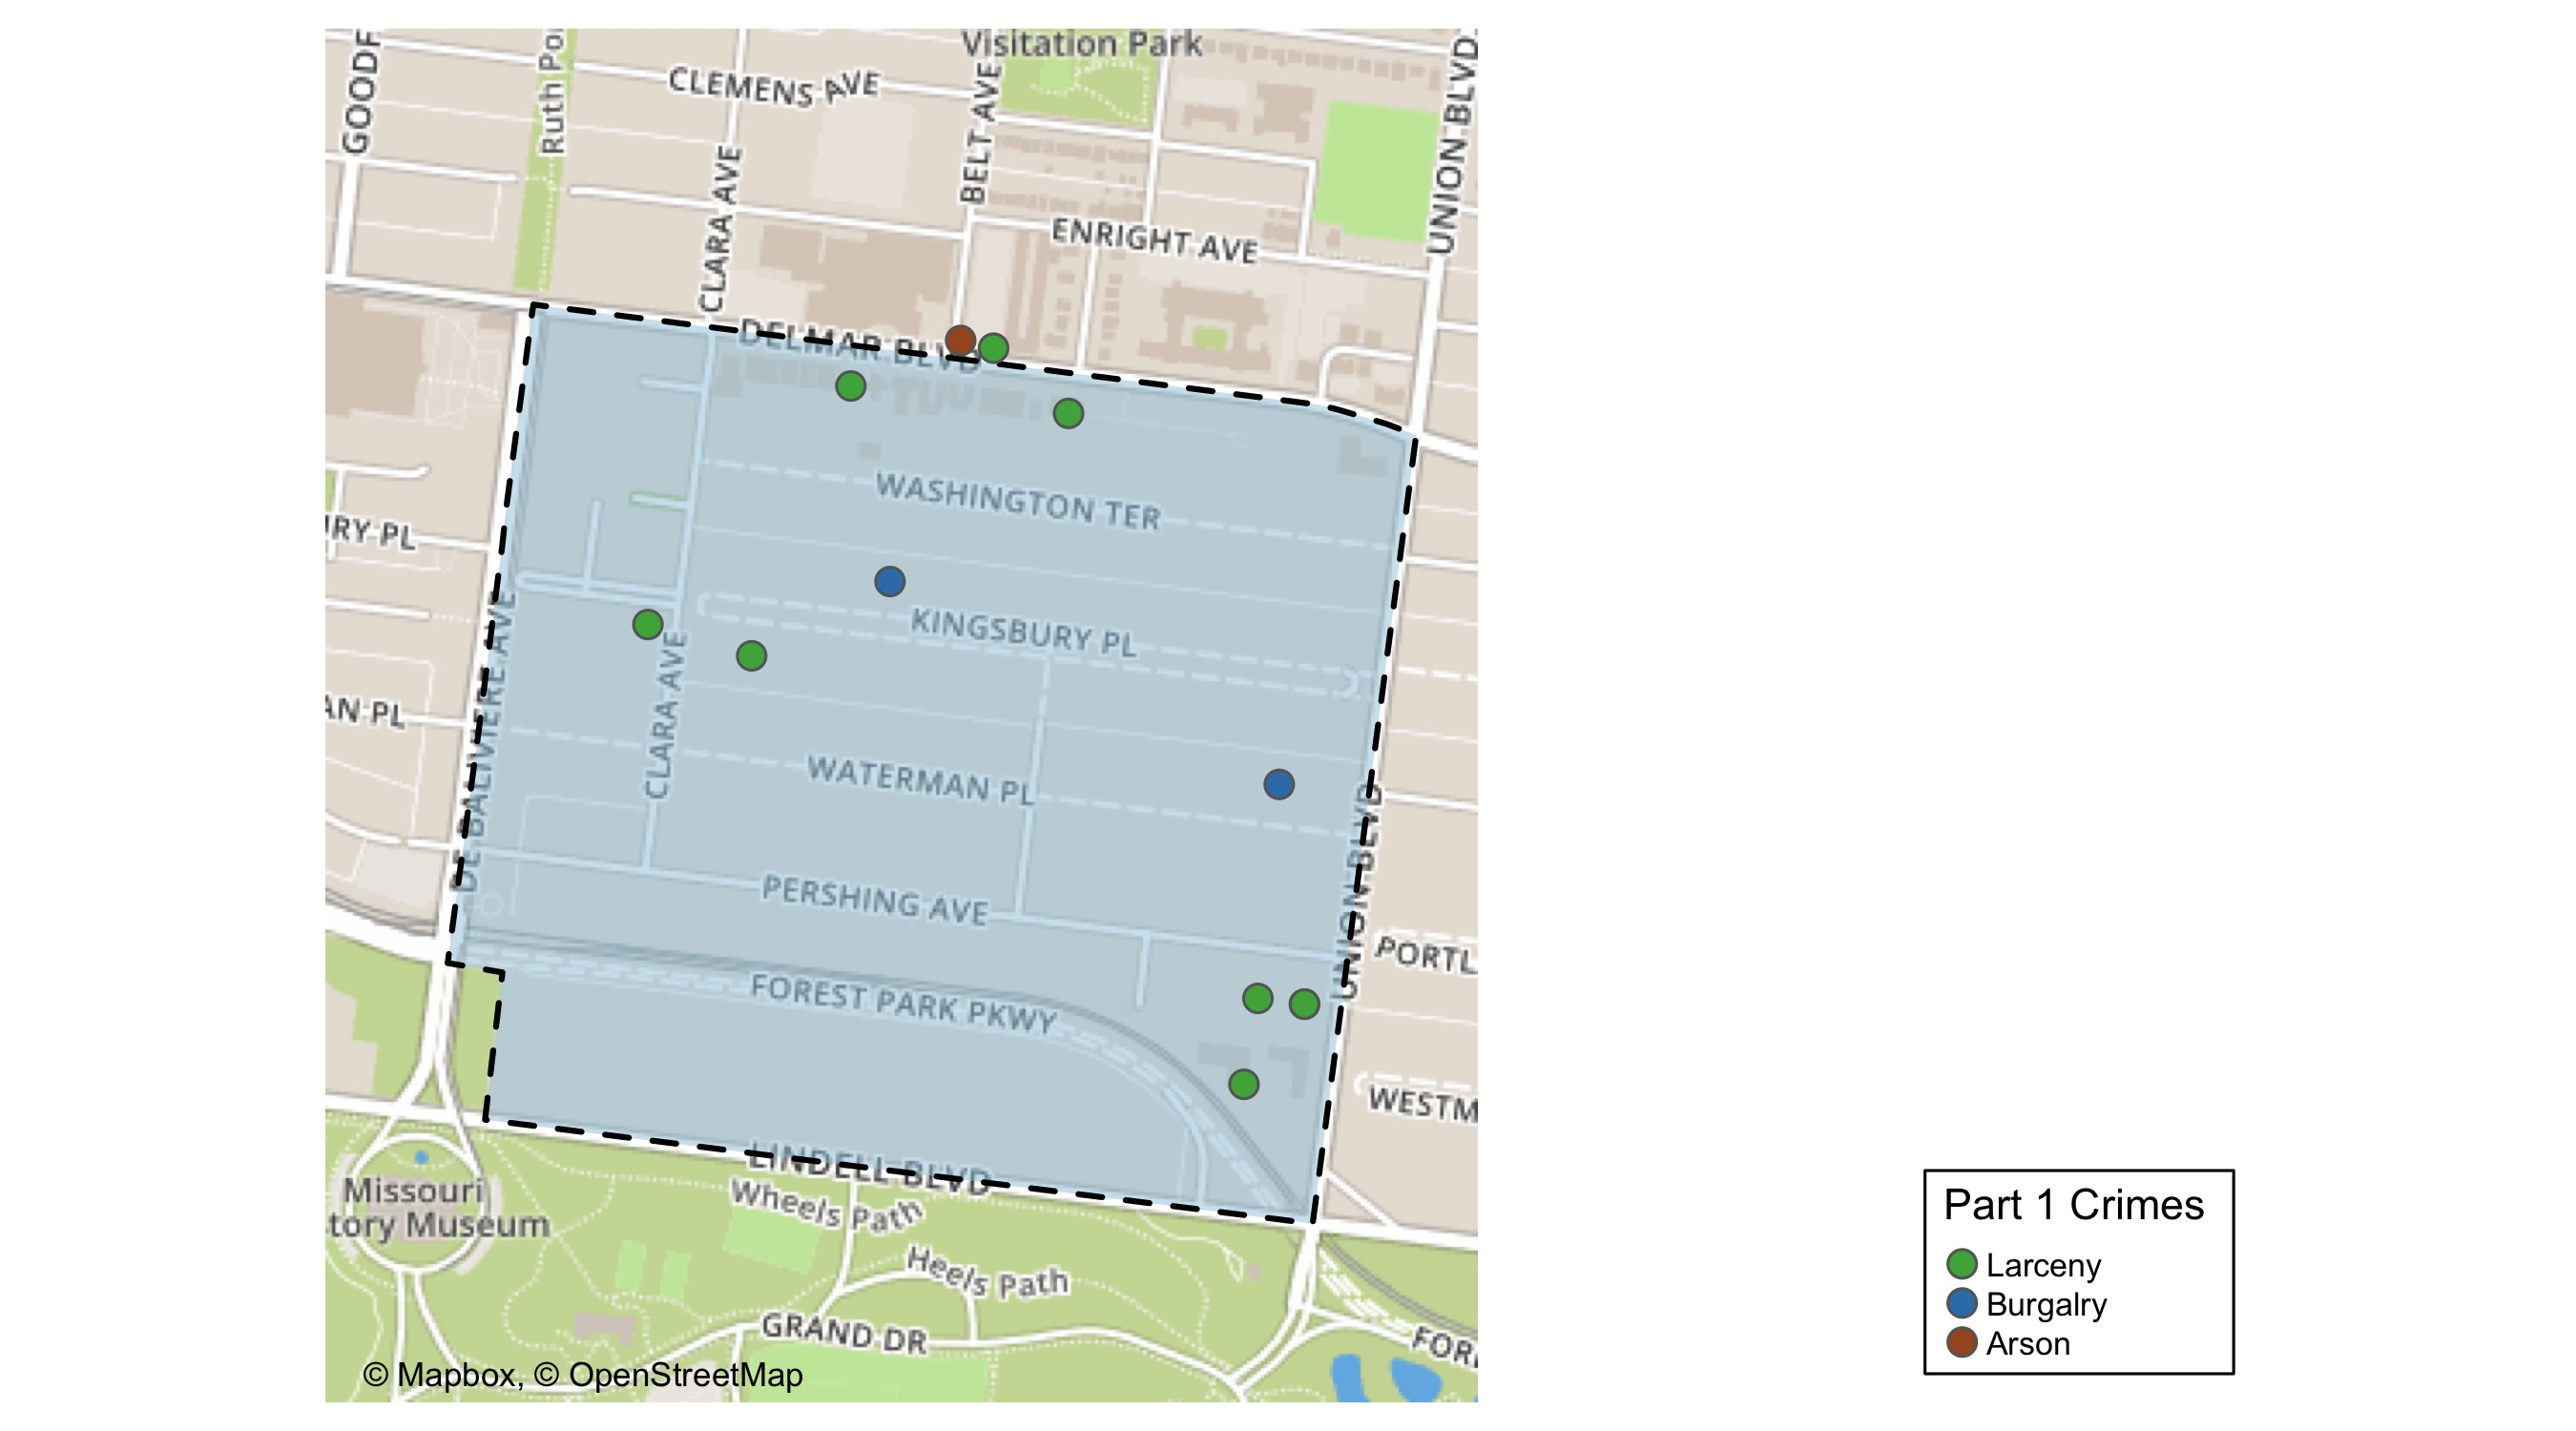 Visitation Park
GOODF
Ruth Po
CLEMENS AVE
BELT AVE
UNION BLVD
CLARA AVE
ENRIGHT AVE
DELMAR BLVD
WASHINGTON TER
URY PL
KINGSBURY PL
CLARA AVE
DE BALIVIERE AVE
AN PL
WATERMAN PL
UNION BLVD
PERSHING AVE
PORTL
FOREST PARK PKWY
WESTM
LINDELL BLVD
Wheels Path
Missouri
tory Museum
Heels Path
GRAND DR
FORE
© Mapbox, © OpenStreetMap
Part 1 Crimes
Larceny
Burgalry
Arson